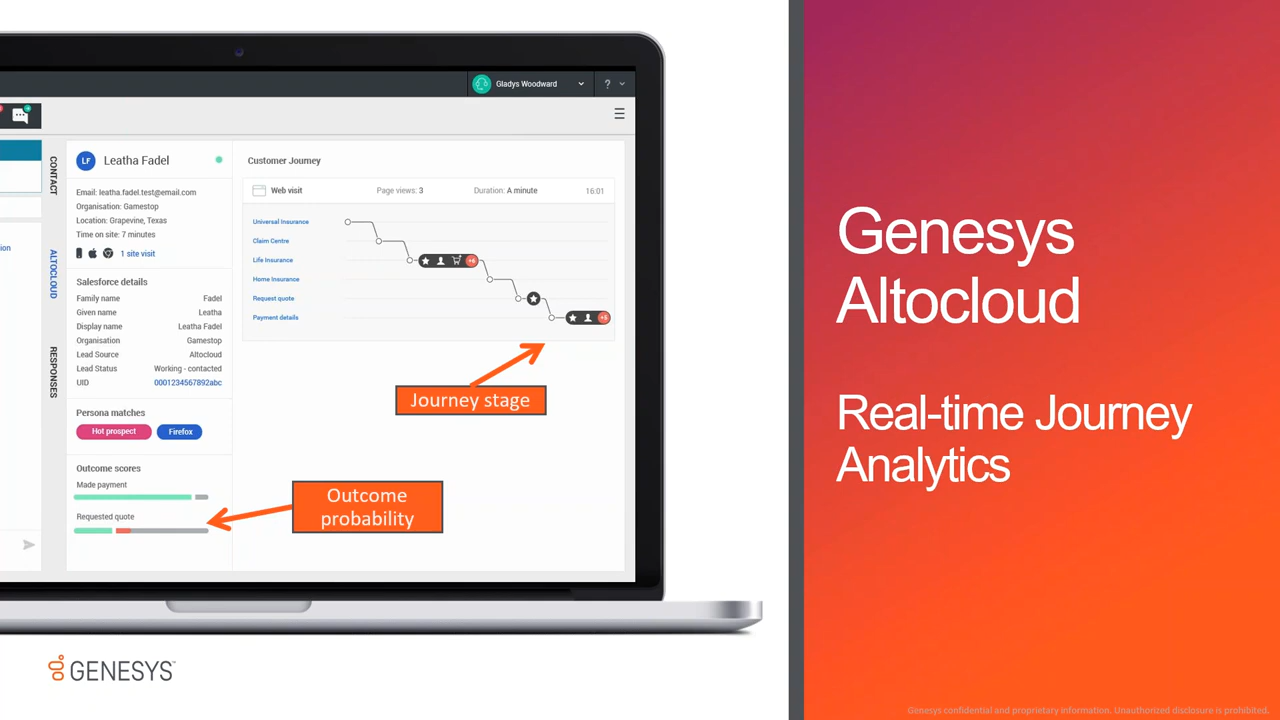 Gladys Woodward
?
CONTACT
ALTOCLOUD
RESPONSES
LF
Leatha Fadel
Email: leatha.fadel.test@email.com
Organisation: Gamestop
Location: Grapevine, Texas
Time on site: 7 minutes
1 site visit
Salesforce details
Family name Fadel
Given name Leatha
Display name Leatha Fadel
Organisation Gamestop
Lead Source Altocloud
Lead Status Working - contacted
UID 0001234567892abc
Persona matches
Hot prospect Firefox
Outcome scores
Made payment
Requested quote
Customer Journey
Web visit Page views: 3 Duration: A minute 16:01
Universal Insurance
Claim Centre
Life Insurance +6
Home Insurance
Request quote
Payment details +5
Journey stage
Outcome
probability
GENESYS™
Genesys
Altocloud
Real-time Journey
Analytics
Genesys confidential and proprietary information. Unauthorized disclosure is prohibited.